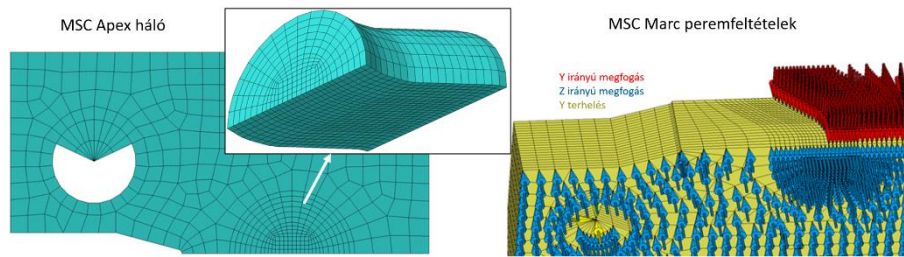 MSC Apex háló
MSC Marc peremfeltételek
Y irányú megfogás
Z irányú megfogás
Y terhelés